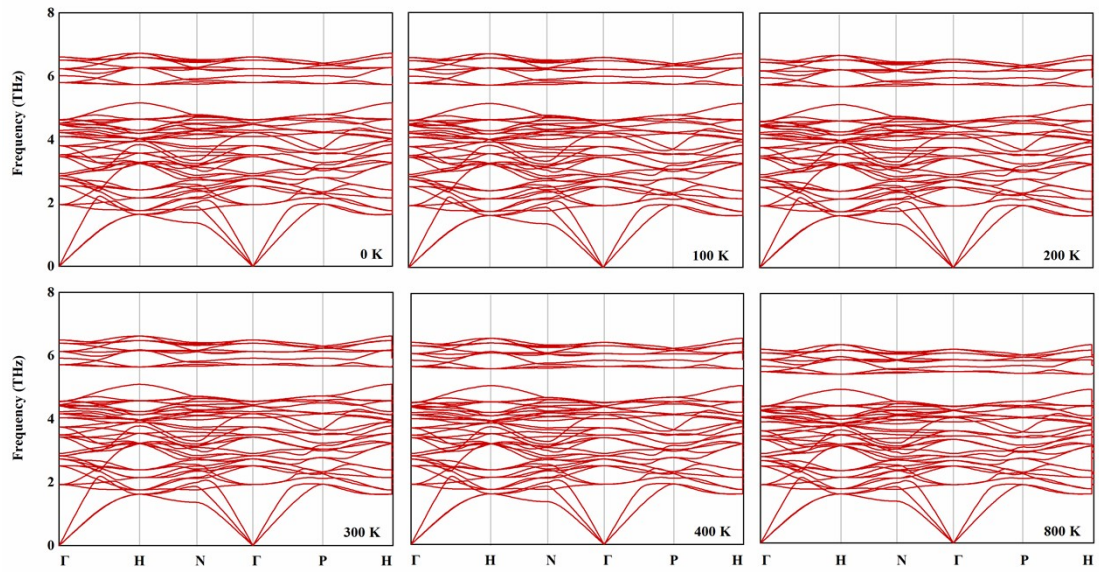 8
6
4
2
0
Frequency (THz)
0 K
100 K
200 K
8
6
4
2
0
Frequency (THz)
300 K
400 K
800 K
Γ H N Γ P H
Γ H N Γ P H
Γ H N Γ P H